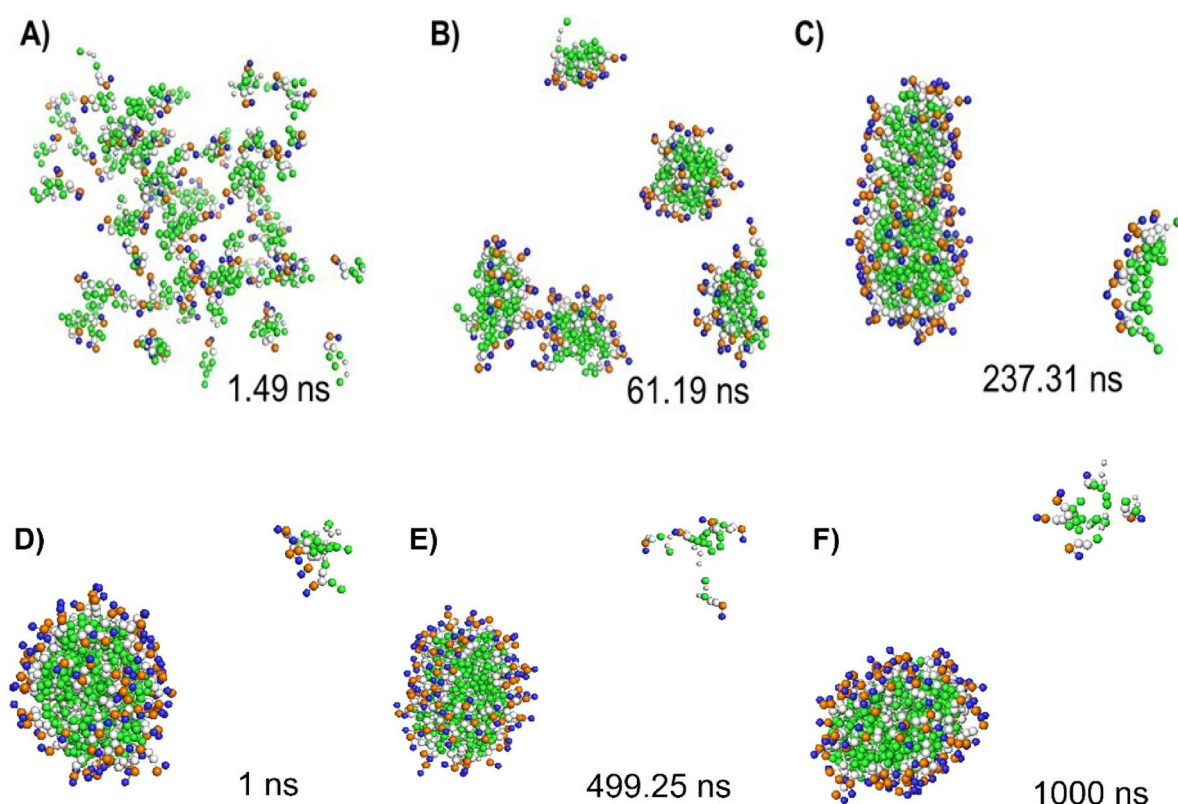 A)
B)
C)
1.49 ns
61.19 ns
237.31 ns
D)
E)
F)
1 ns
499.25 ns
1000 ns